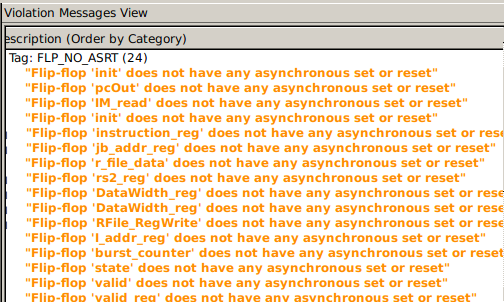 Violation Messages View
escription (Order by Category)
Tag: FLP_NO_ASRT (24)
"Flip-flop 'init' does not have any asynchronous set or reset"
"Flip-flop 'pcOut' does not have any asynchronous set or reset"
"Flip-flop 'IM_read' does not have any asynchronous set or reset"
"Flip-flop 'init' does not have any asynchronous set or reset"
"Flip-flop 'instruction_reg' does not have any asynchronous set or rese
"Flip-flop 'jb_addr_reg' does not have any asynchronous set or reset"
"Flip-flop 'r_file_data' does not have any asynchronous set or reset"
"Flip-flop 'rs2_reg' does not have any asynchronous set or reset"
"Flip-flop 'DataWidth_reg' does not have any asynchronous set or rese
"Flip-flop 'DataWidth_reg' does not have any asynchronous set or rese
"Flip-flop 'RFile_RegWrite' does not have any asynchronous set or rese
"Flip-flop 'I_addr_reg' does not have any asynchronous set or reset"
"Flip-flop 'burst_counter' does not have any asynchronous set or reset"
"Flip-flop 'state' does not have any asynchronous set or reset"
"Flip-flop 'valid' does not have any asynchronous set or reset"
"Flip-flop 'valid_reg' does not have any asynchronous set or reset"